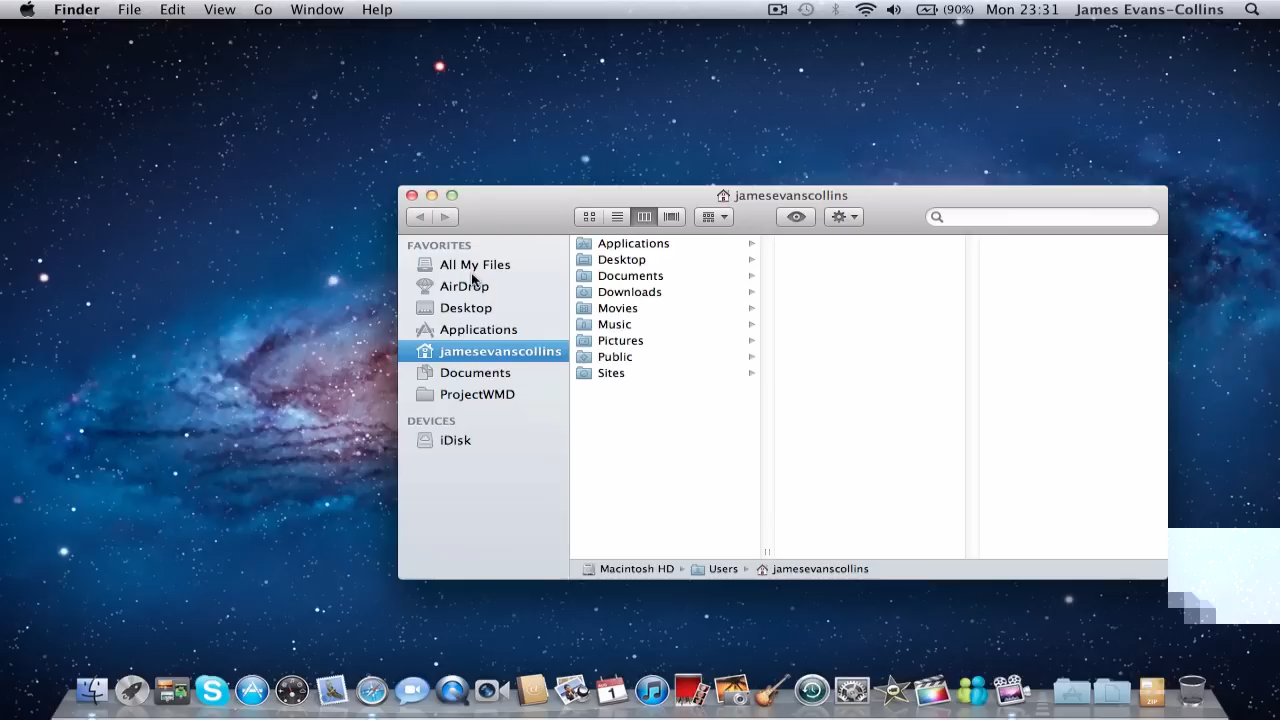 Finder File Edit View Go Window Help (90%) Mon 23:31 James Evans-Collins
jamesevanscollins
FAVORITES
All My Files
AirDrop
Desktop
Applications
jamesevanscollins
Documents
ProjectWMD
DEVICES
iDisk
Applications
Desktop
Documents
Downloads
Movies
Music
Pictures
Public
Sites
Macintosh HD Users jamesevanscollins
1
ZIP